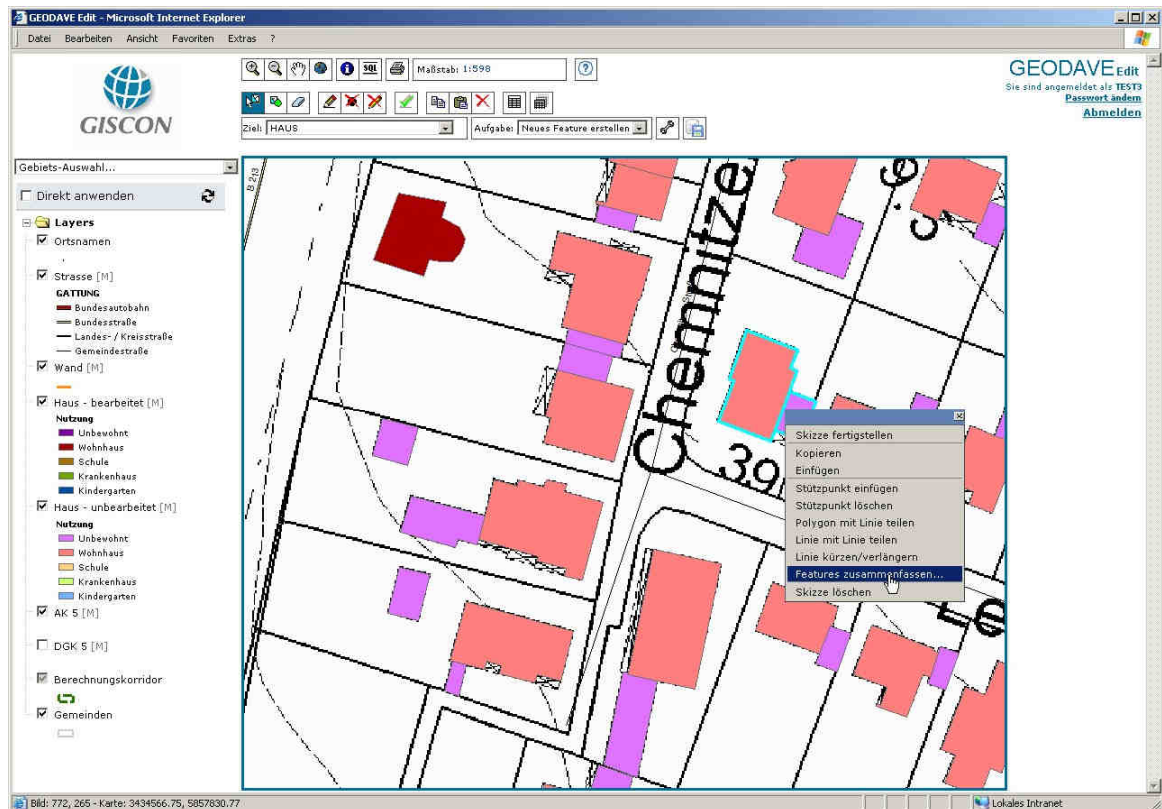 GEODAVE Edit - Microsoft Internet Explorer
Datei Bearbeiten Ansicht Favoriten Extras ?
GISCON
SQL
Maßstab: 1:598
?
GEODAVE Edit
Sie sind angemeldet als TEST3
Passwort ändern
Abmelden
Ziel: HAUS
Aufgabe: Neues Feature erstellen
Gebiets-Auswahl...
Direkt anwenden
Layers
Ortsnamen
Strasse [M]
GATTUNG
Bundesautobahn
Bundesstraße
Landes- / Kreisstraße
Gemeindestraße
Wand [M]
Haus - bearbeitet [M]
Nutzung
Unbewohnt
Wohnhaus
Schule
Krankenhaus
Kindergarten
Haus - unbearbeitet [M]
Nutzung
Unbewohnt
Wohnhaus
Schule
Krankenhaus
Kindergarten
AK 5 [M]
DGK 5 [M]
Berechnungskorridor
Gemeinden
B 213
Chemnitze
39
Skizze fertigstellen
Kopieren
Einfügen
Stützpunkt einfügen
Stützpunkt löschen
Polygon mit Linie teilen
Linie mit Linie teilen
Linie kürzen/verlängern
Features zusammenfassen...
Skizze löschen
Bild: 772, 265 - Karte: 3434566.75, 5857830.77
Lokales Intranet